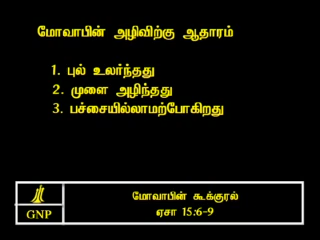 மோவாபின் அழிவிற்கு ஆதாரம்
1. புல் உலர்ந்தது
2. முளை அழிந்தது
3. பச்சையில்லாமற்போகிறது
மோவாபின் கூக்குரல்
ஏசா 15:6-9
GNP